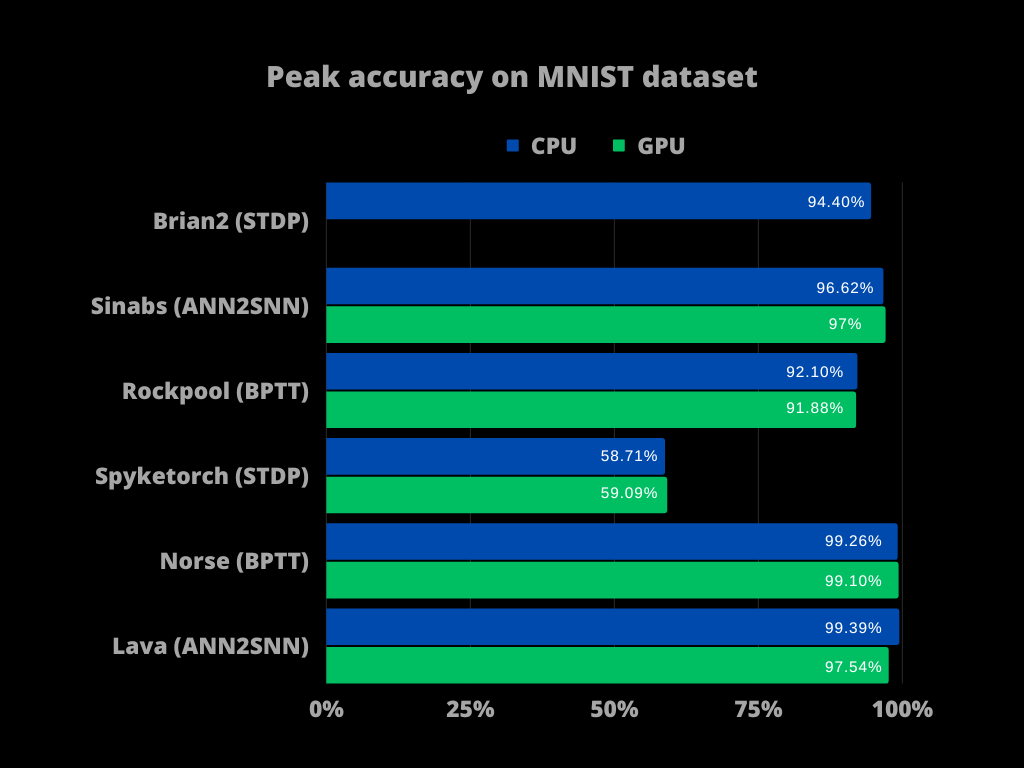 Peak accuracy on MNIST dataset
CPU GPU
Brian2 (STDP)
94.40%
Sinabs (ANN2SNN)
96.62%
97%
Rockpool (BPTT)
92.10%
91.88%
Spyketorch (STDP)
58.71%
59.09%
Norse (BPTT)
99.26%
99.10%
Lava (ANN2SNN)
99.39%
97.54%
0% 25% 50% 75% 100%